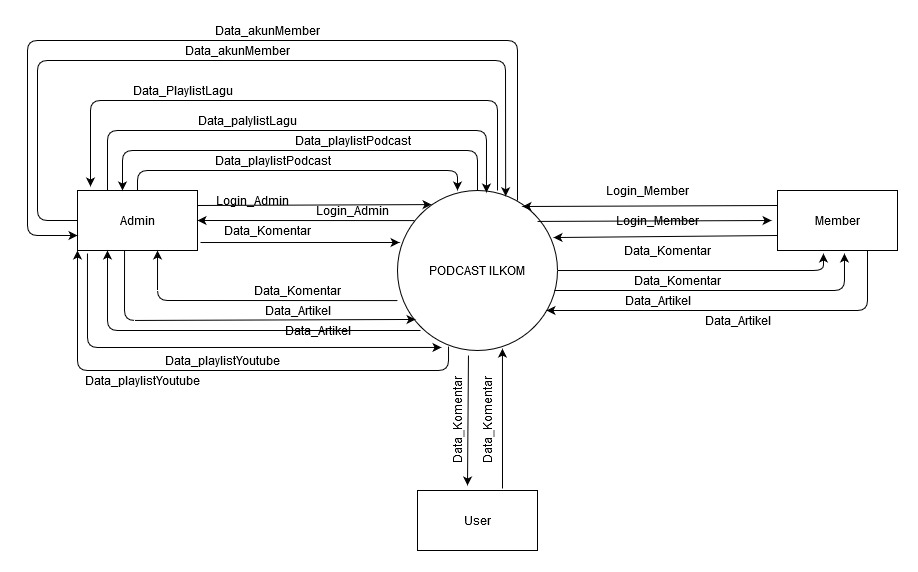 Data_akunMember
Data_akunMember
Data_PlaylistLagu
Data_palylistLagu
Data_playlistPodcast
Data_playlistPodcast
Login_Admin
Login_Admin
Data_Komentar
Admin
Login_Member
Login_Member
Member
Data_Komentar
PODCAST ILKOM
Data_Komentar
Data_Komentar
Data_Artikel
Data_Artikel
Data_Artikel
Data_Artikel
Data_playlistYoutube
Data_playlistYoutube
Data_Komentar
Data_Komentar
User